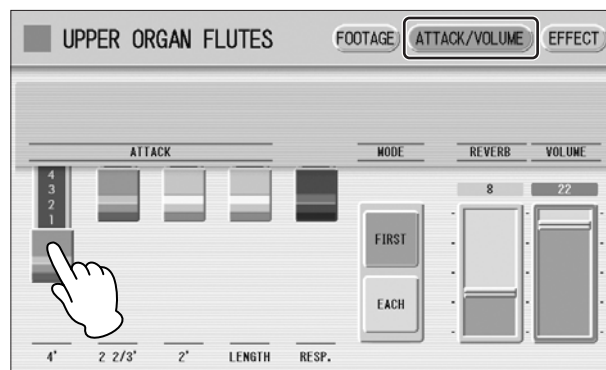 UPPER ORGAN FLUTES FOOTAGE ATTACK/VOLUME EFFECT
ATTACK MODE REVERB VOLUME
4
3
2
1
8 22
FIRST
EACH
4' 2 2/3' 2' LENGTH RESP.